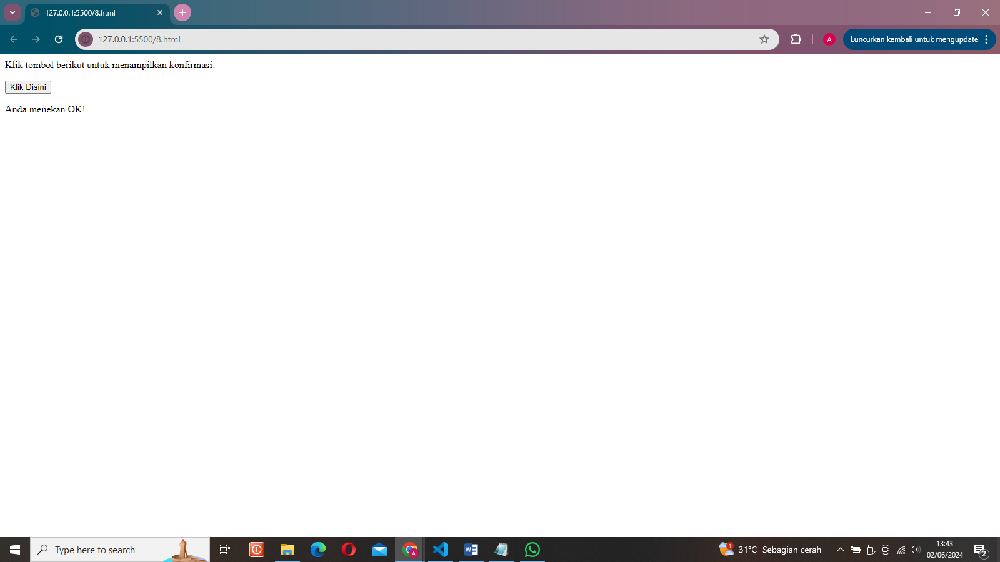 127.0.0.1:5500/8.html
127.0.0.1:5500/8.html
A
Luncurkan kembali untuk mengupdate
Klik tombol berikut untuk menampilkan konfirmasi:
Klik Disini
Anda menekan OK!
Type here to search
A
W
1
31°C Sebagian cerah
13:43
02/06/2024
2